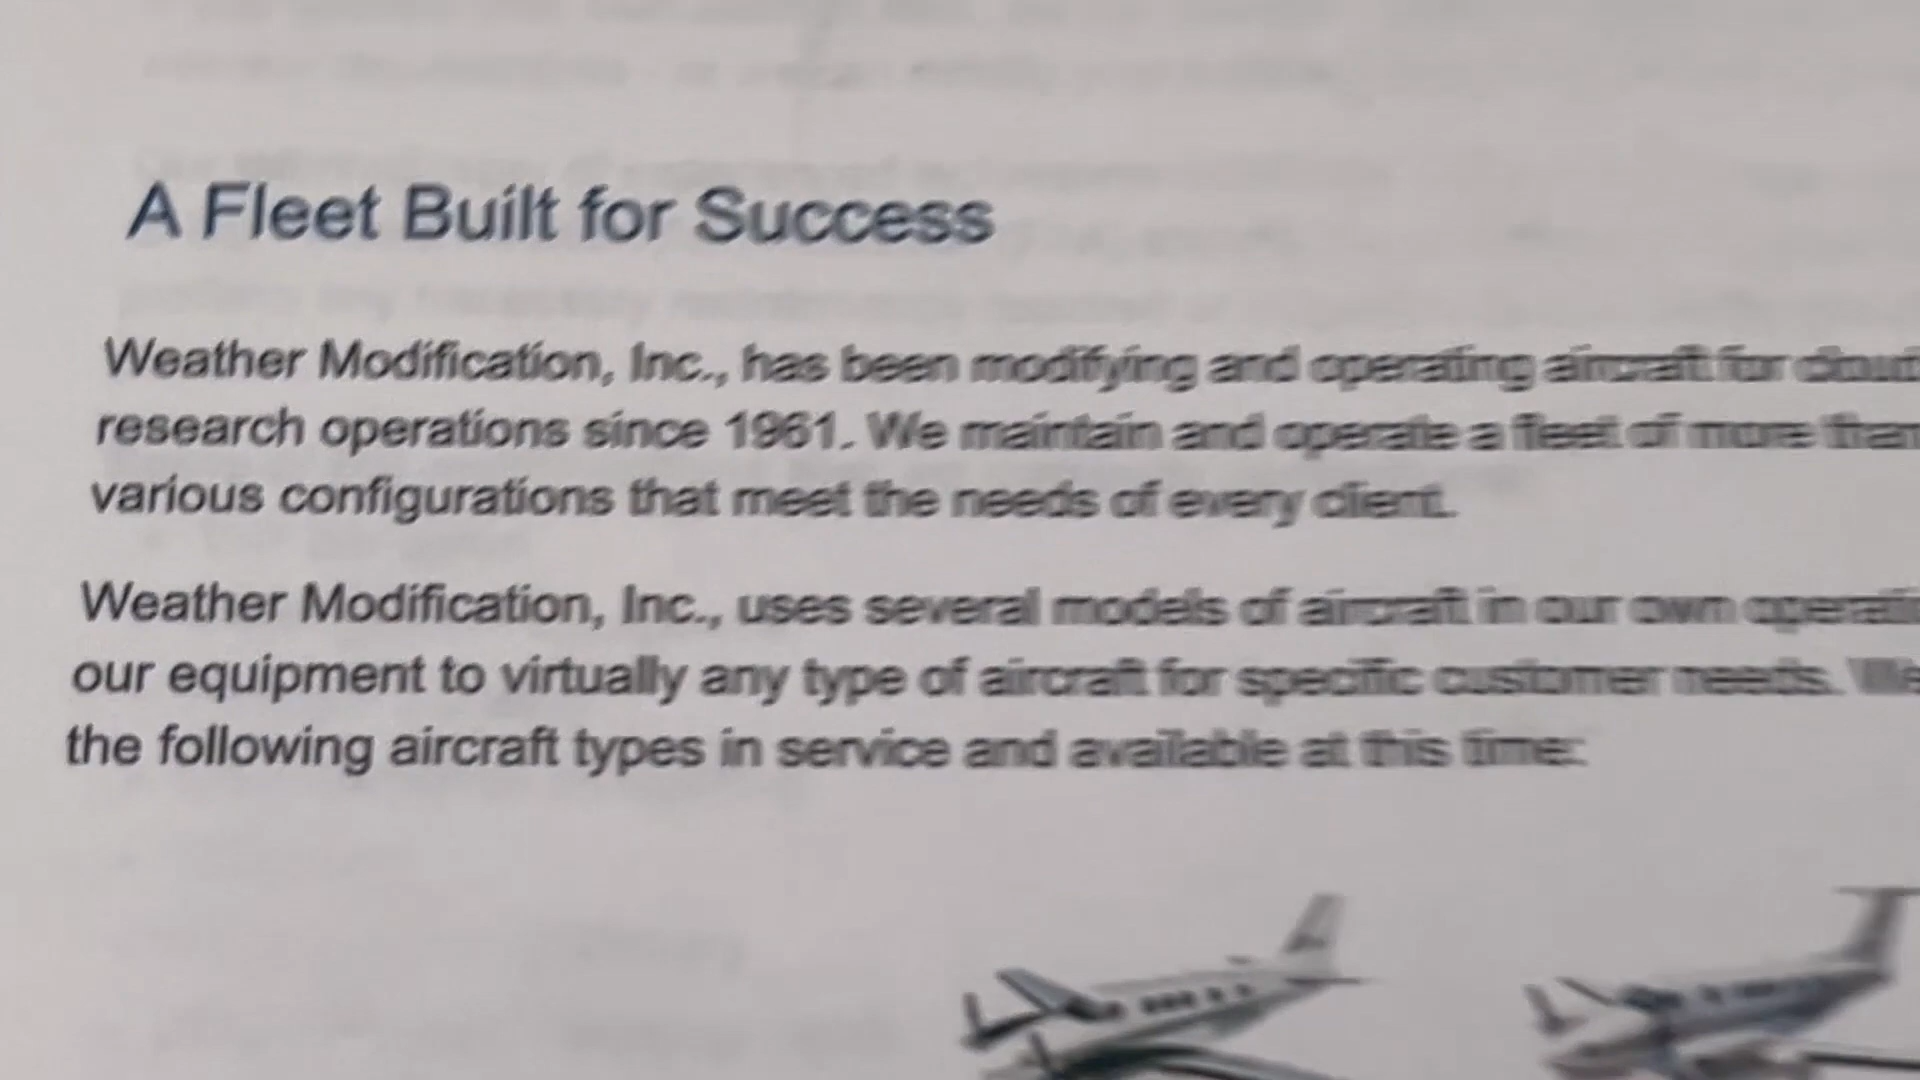 A Fleet Built for Success
Weather Modification, Inc., has been modifying and operating aircraft for cloud
research operations since 1961. We maintain and operate a fleet of more than
various configurations that meet the needs of every client.
Weather Modification, Inc., uses several models of aircraft in our own
our equipment to virtually any type of aircraft for specific customer needs. We
the following aircraft types in service and available at this time: